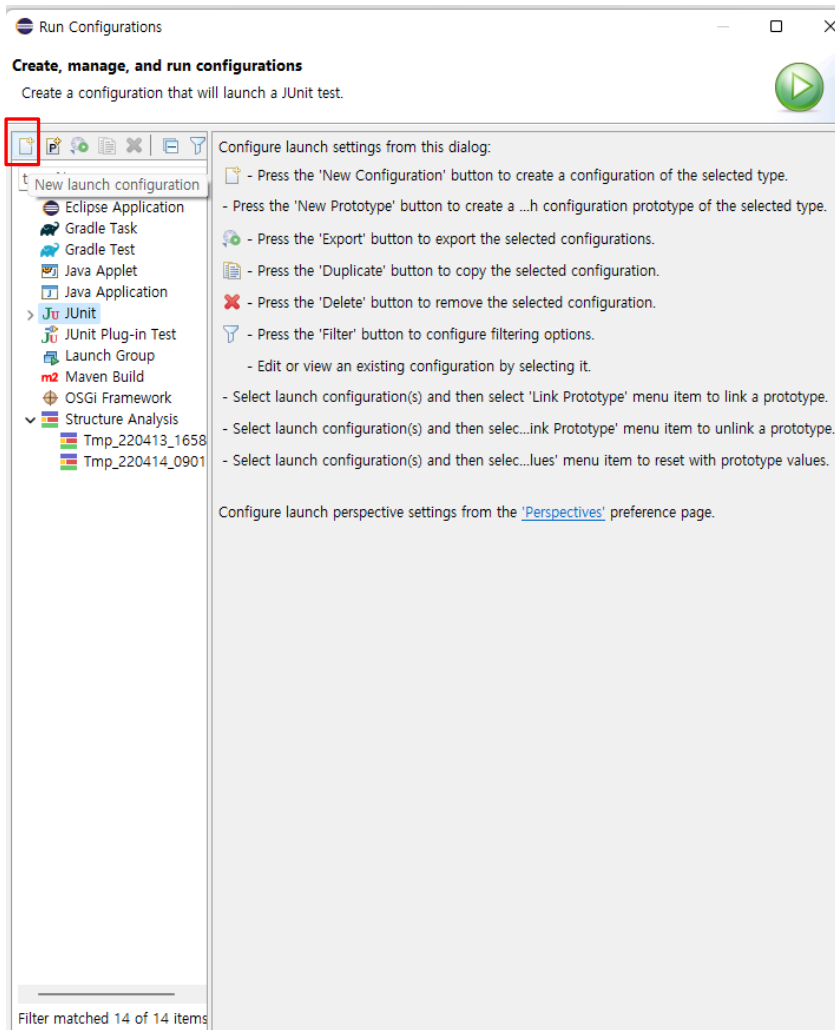 Run Configurations
Create, manage, and run configurations
Create a configuration that will launch a JUnit test.
Configure launch settings from this dialog:
- Press the 'New Configuration' button to create a configuration of the selected type.
New launch configuration
Eclipse Application
- Press the 'New Prototype' button to create a ...h configuration prototype of the selected type.
Gradle Task
- Press the 'Export' button to export the selected configurations.
Gradle Test
Java Applet
- Press the 'Duplicate' button to copy the selected configuration.
Java Application
- Press the 'Delete' button to remove the selected configuration.
JUnit
JUnit Plug-in Test
- Press the 'Filter' button to configure filtering options.
Launch Group
- Edit or view an existing configuration by selecting it.
m2 Maven Build
OSGi Framework
- Select launch configuration(s) and then select 'Link Prototype' menu item to link a prototype.
Structure Analysis
- Select launch configuration(s) and then selec...ink Prototype' menu item to unlink a prototype.
Tmp_220413_1658
Tmp_220414_0901
- Select launch configuration(s) and then selec...lues' menu item to reset with prototype values.
Configure launch perspective settings from the 'Perspectives' preference page.
Filter matched 14 of 14 items